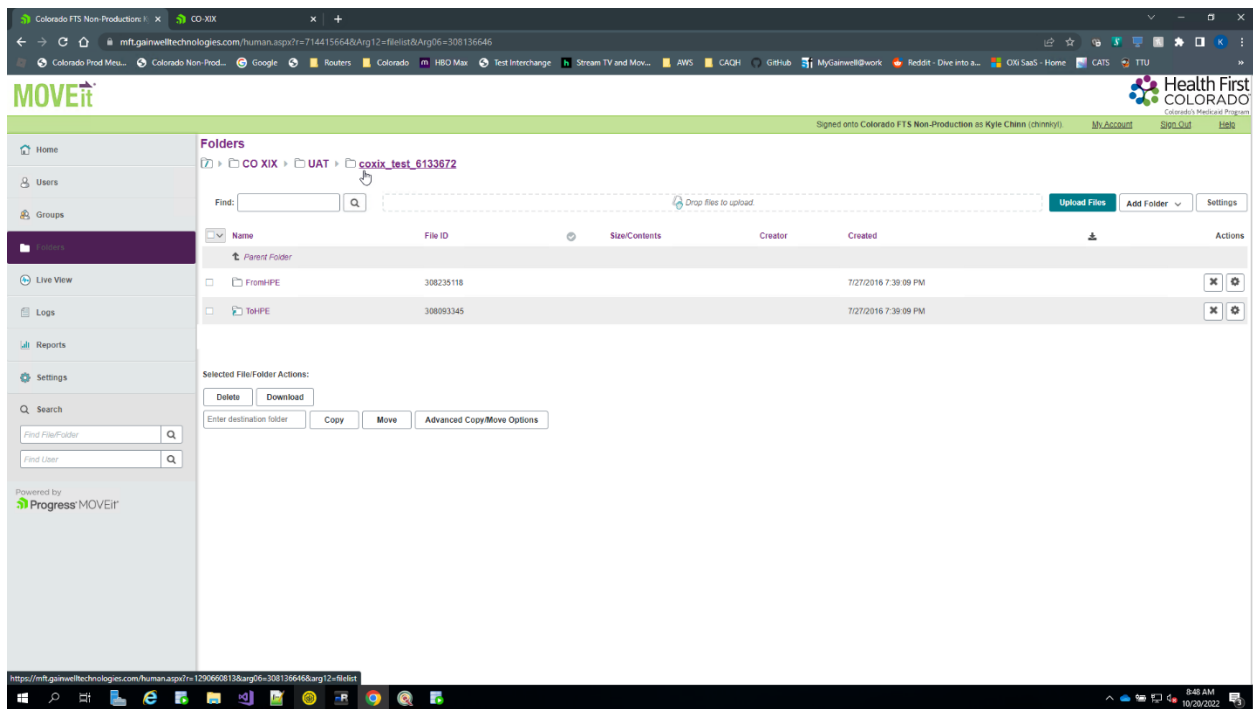 Colorado FTS Non-Production: K
CO-XIX
mft.gainwelltechnologies.com/human.aspx?r=714415664&Arg12=filelist&Arg06=308136646
Colorado Prod Meu... Colorado Non-Prod... Google Routers Colorado HBO Max Test Interchange Stream TV and Mov... AWS CAQH GitHub MyGainwell@work Reddit - Dive into a... OXi SaaS - Home CATS TTU »
MOVEit
Health First
COLORADO
Colorado's Medicaid Program
Signed onto Colorado FTS Non-Production as Kyle Chinn (chinnkyl). My Account Sign Out Help
Home
Users
Groups
Folders
Live View
Logs
Reports
Settings
Search
Find File/Folder
Find User
Powered by
Progress MOVEit
Folders
CO XIX UAT coxix_test_6133672
Find:
Drop files to upload.
Upload Files Add Folder Settings
Name File ID Size/Contents Creator Created Actions
Parent Folder
FromHPE 308235118 7/27/2016 7:39:09 PM
ToHPE 308093345 7/27/2016 7:39:09 PM
Selected File/Folder Actions:
Delete Download
Enter destination folder Copy Move Advanced Copy/Move Options
https://mft.gainwelltechnologies.com/human.aspx?r=1290660813&arg06=308136646&arg12=filelist
8:48 AM
10/20/2022